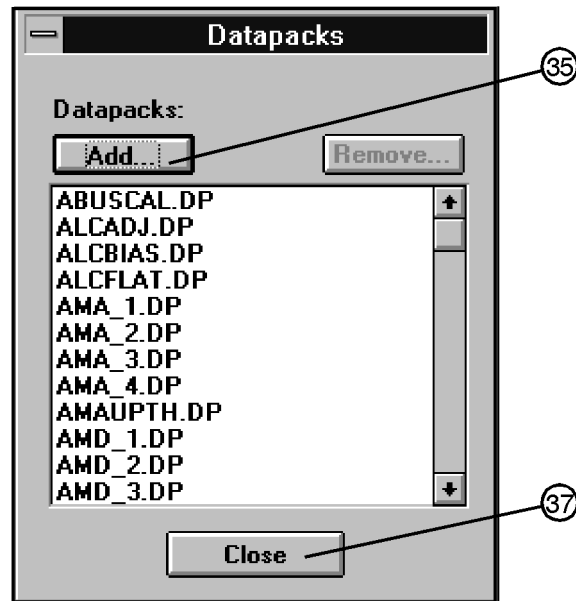 Datapacks
35
Datapacks:
Add... Remove...
ABUSCAL.DP
ALCADJ.DP
ALCBIAS.DP
ALCFLAT.DP
AMA_1.DP
AMA_2.DP
AMA_3.DP
AMA_4.DP
AMAUPTH.DP
AMD_1.DP
AMD_2.DP
AMD_3.DP
37
Close